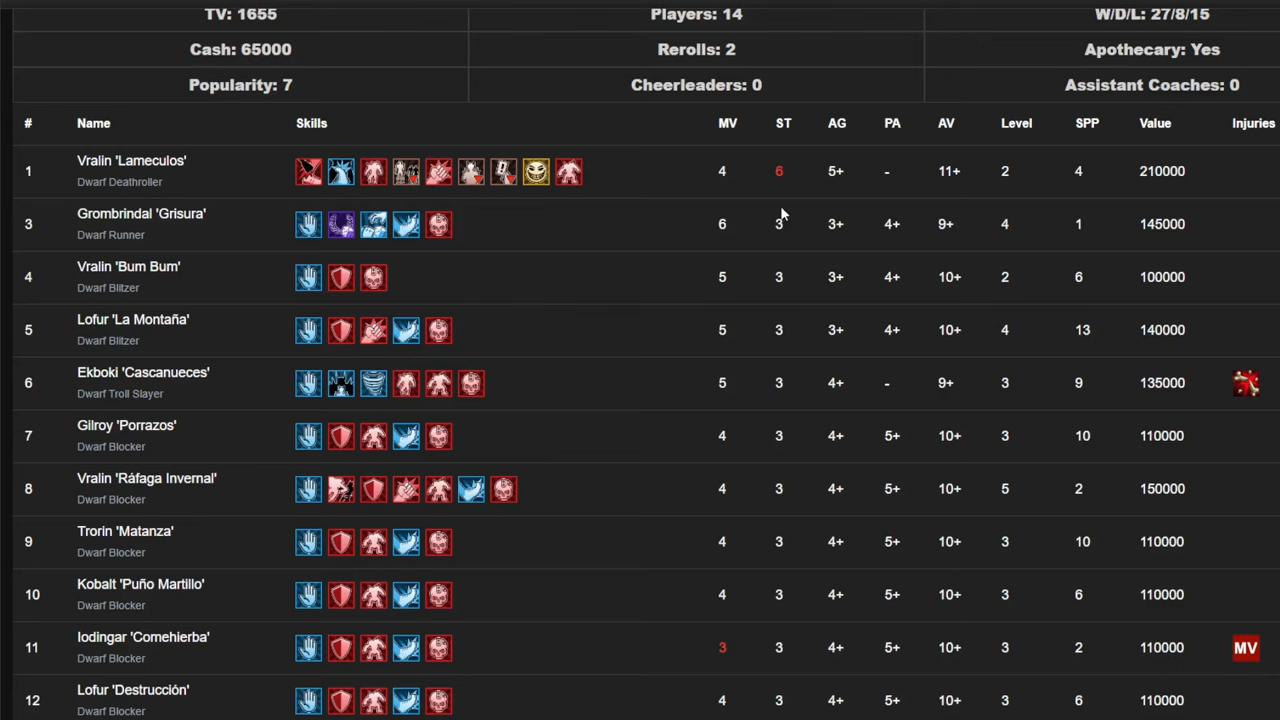 TV: 1655 Players: 14 W/D/L: 27/8/15
Cash: 65000 Rerolls: 2 Apothecary: Yes
Popularity: 7 Cheerleaders: 0 Assistant Coaches: 0
# Name Skills MV ST AG PA AV Level SPP Value Injuries
1 Vralin 'Lameculos' 4 6 5+ - 11+ 2 4 210000
Dwarf Deathroller
3 Grombrindal 'Grisura' 6 3 3+ 4+ 9+ 4 1 145000
Dwarf Runner
4 Vralin 'Bum Bum' 5 3 3+ 4+ 10+ 2 6 100000
Dwarf Blitzer
5 Lofur 'La Montaña' 5 3 3+ 4+ 10+ 4 13 140000
Dwarf Blitzer
6 Ekboki 'Cascanueces' 5 3 4+ - 9+ 3 9 135000
Dwarf Troll Slayer
7 Gilroy 'Porrazos' 4 3 4+ 5+ 10+ 3 10 110000
Dwarf Blocker
8 Vralin 'Ráfaga Invernal' 4 3 4+ 5+ 10+ 5 2 150000
Dwarf Blocker
9 Trorin 'Matanza' 4 3 4+ 5+ 10+ 3 10 110000
Dwarf Blocker
10 Kobalt 'Puño Martillo' 4 3 4+ 5+ 10+ 3 6 110000
Dwarf Blocker
11 Iodingar 'Comehierba' 3 3 4+ 5+ 10+ 3 2 110000 MV
Dwarf Blocker
12 Lofur 'Destrucción' 4 3 4+ 5+ 10+ 3 6 110000
Dwarf Blocker